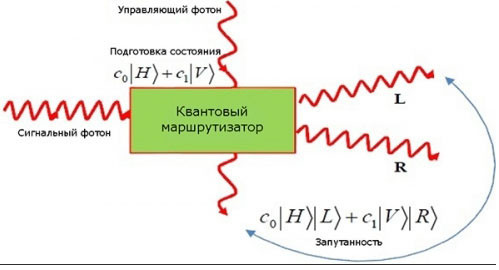 Управляющий фотон
Подготовка состояния
c₀|H⟩ + c₁|V⟩
Квантовый
маршрутизатор
Сигнальный фотон
L
R
c₀|H⟩|L⟩ + c₁|V⟩|R⟩
Запутанность